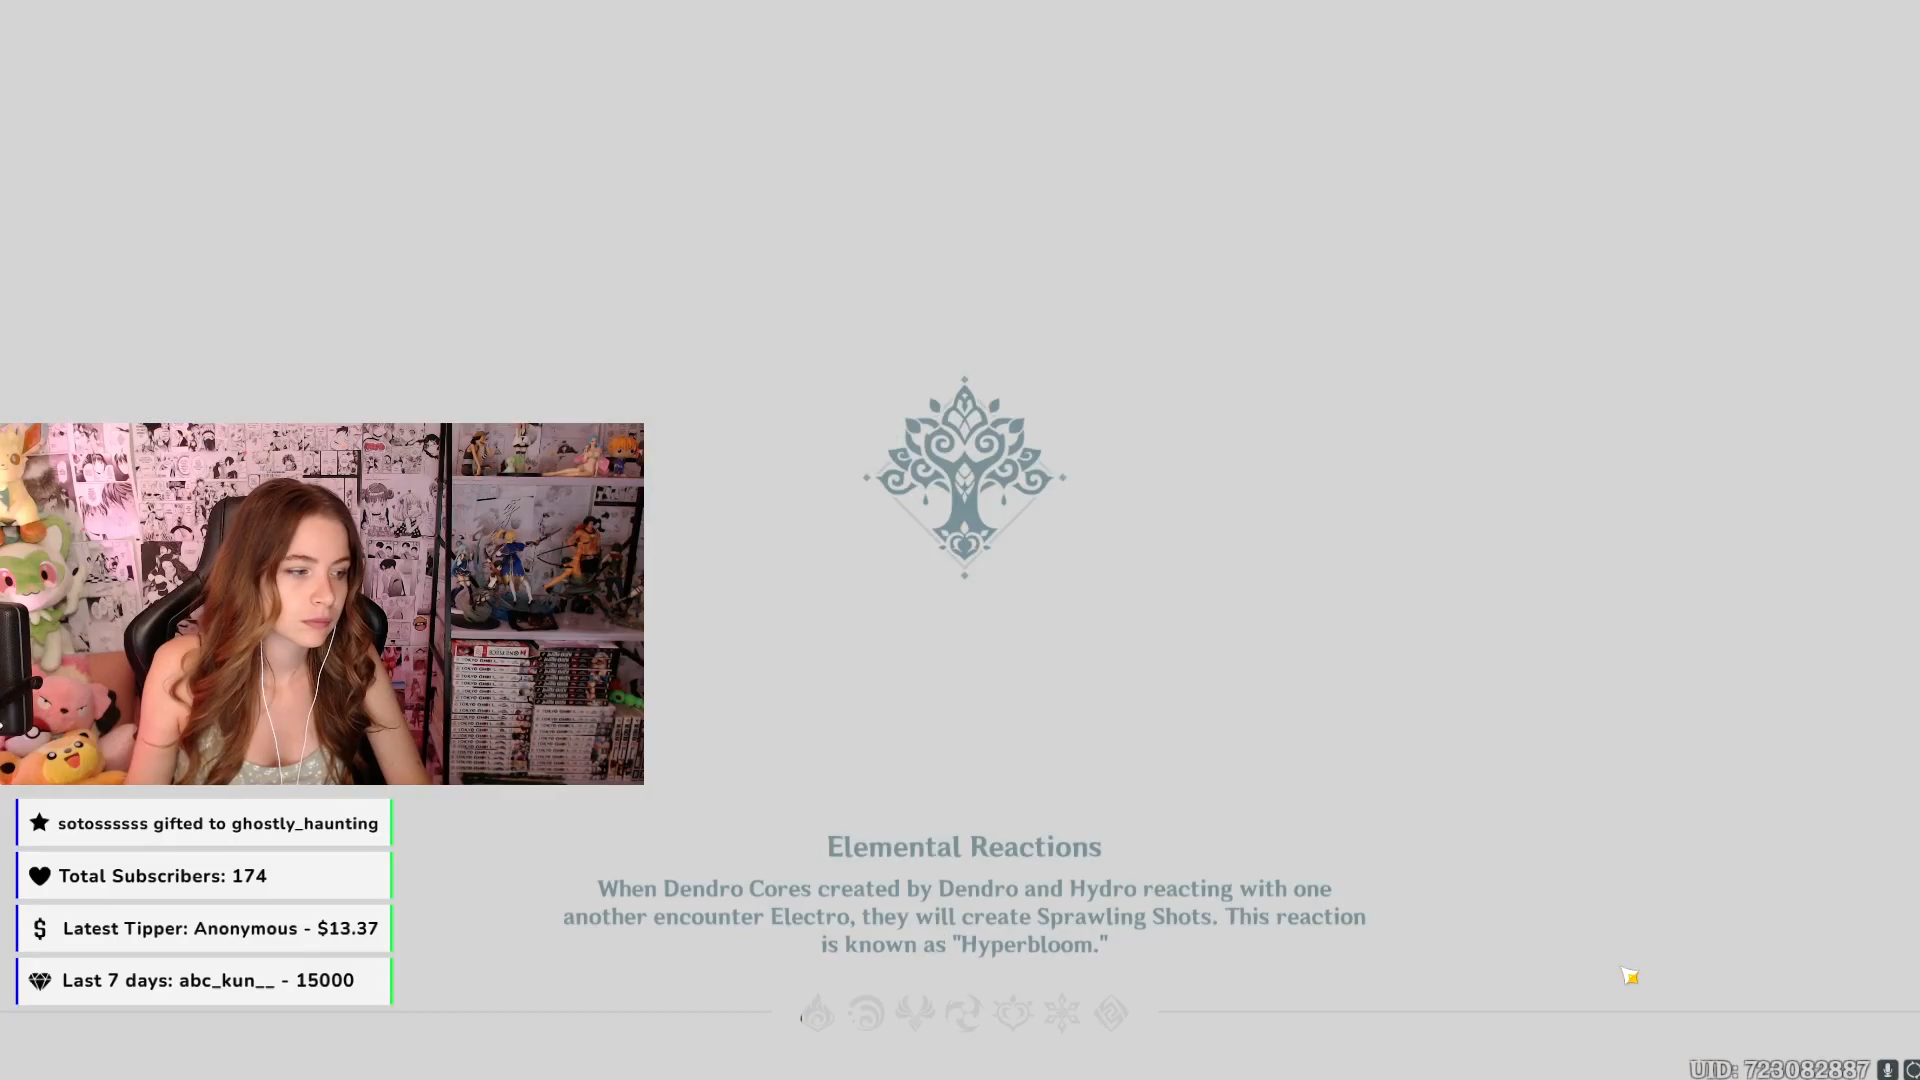 sotossssss gifted to ghostly_haunting
Total Subscribers: 174
Latest Tipper: Anonymous - $13.37
Last 7 days: abc_kun__ - 15000
Elemental Reactions
When Dendro Cores created by Dendro and Hydro reacting with one
another encounter Electro, they will create Sprawling Shots. This reaction
is known as "Hyperbloom."
UID: 723082887